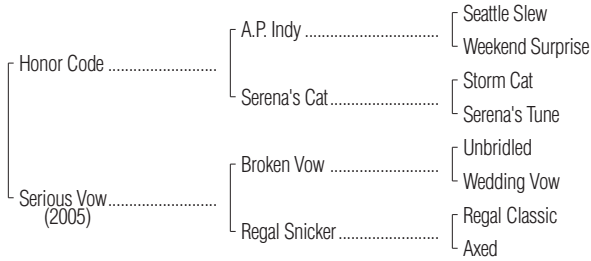 Seattle Slew
A.P. Indy ..............................
Weekend Surprise
Honor Code ........................
Storm Cat
Serena's Cat........................
Serena's Tune
Unbridled
Broken Vow ........................
Wedding Vow
Serious Vow........................
(2005)
Regal Classic
Regal Snicker......................
Axed